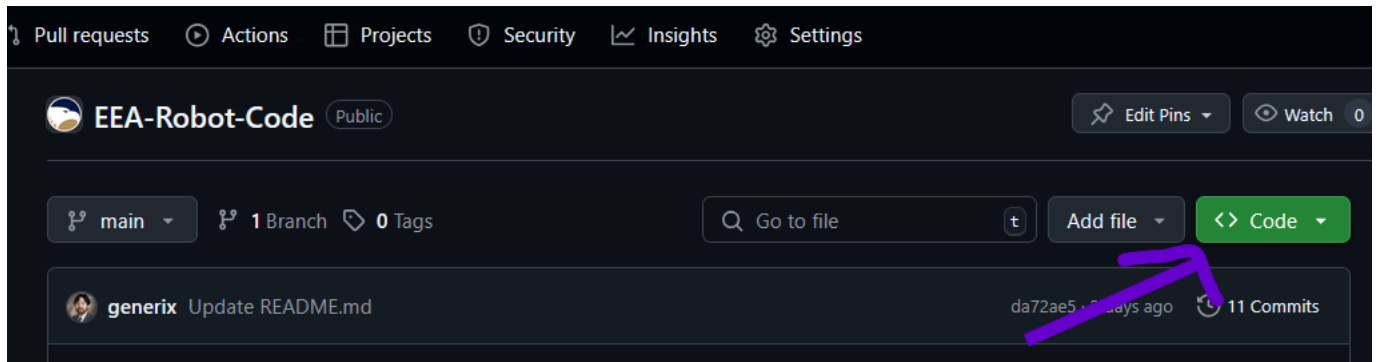 Pull requests Actions Projects Security Insights Settings
EEA-Robot-Code Public Edit Pins Watch 0
main 1 Branch 0 Tags Go to file t Add file <> Code
generix Update README.md da72ae5 · days ago 11 Commits